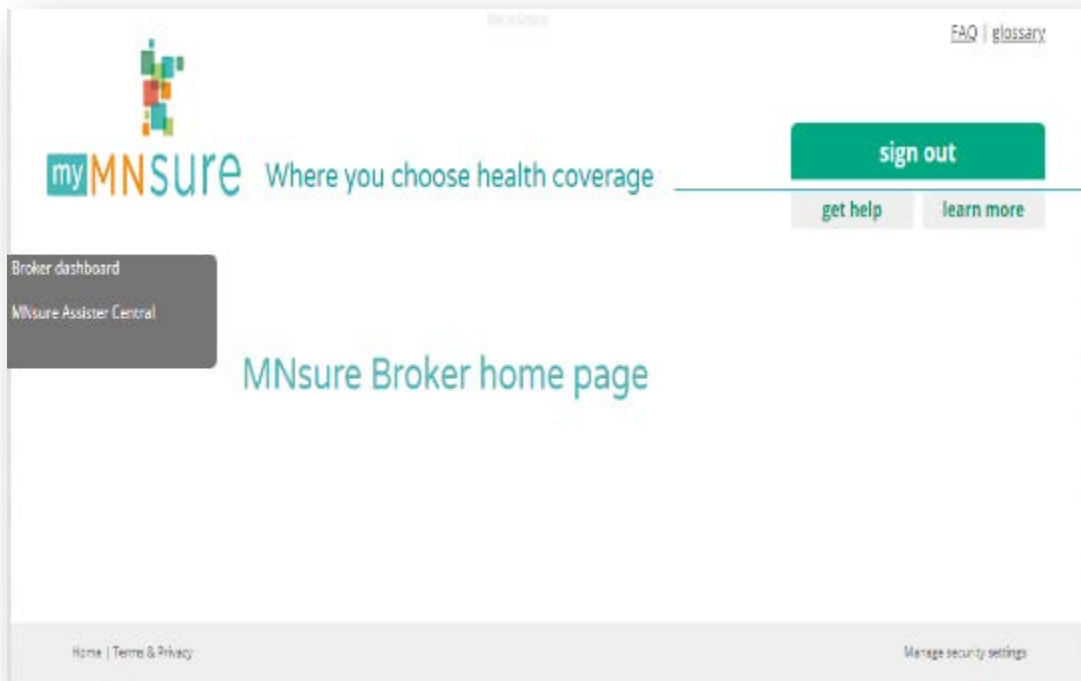 FAQ | glossary
sign out
my MNsure Where you choose health coverage
get help learn more
Broker dashboard
MNsure Assister Central
MNsure Broker home page
Home | Terms & Privacy Manage security settings